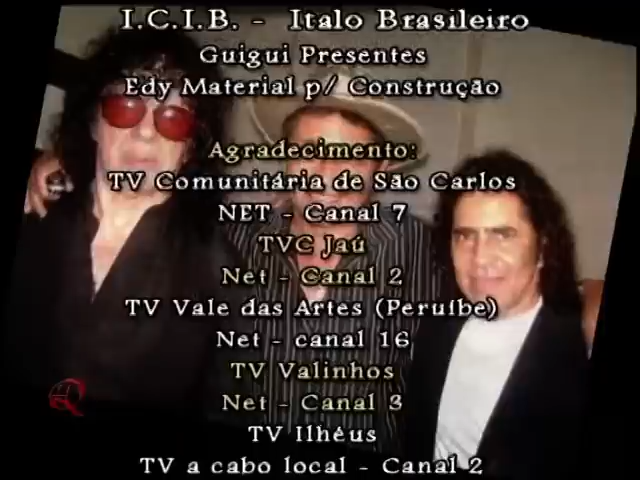 I.C.I.B. - Italo Brasileiro
Guigui Presentes
Edy Material p/ Construção
Agradecimento:
TV Comunitária de São Carlos
NET - Canal 7
TVC Jaú
Net - Canal 2
TV Vale das Artes (Peruíbe)
Net - canal 16
TV Valinhos
Net - Canal 3
TV Ilhéus
TV a cabo local - Canal 2